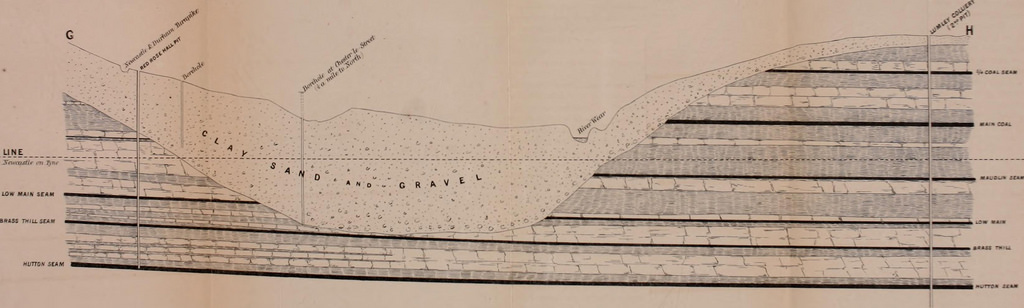 G
Newcastle & Durham Turnpike
RED ROSE HALL PIT
Borehole
Borehole at Chester le Street
¼ mile to North
River Wear
LUMLEY COLLIERY
(2ND PIT)
H
CLAY SAND AND GRAVEL
LINE
Newcastle on Tyne
LOW MAIN SEAM
BRASS THILL SEAM
HUTTON SEAM
¾ COAL SEAM
MAIN COAL
MAUDLIN SEAM
LOW MAIN
BRASS THILL
HUTTON SEAM